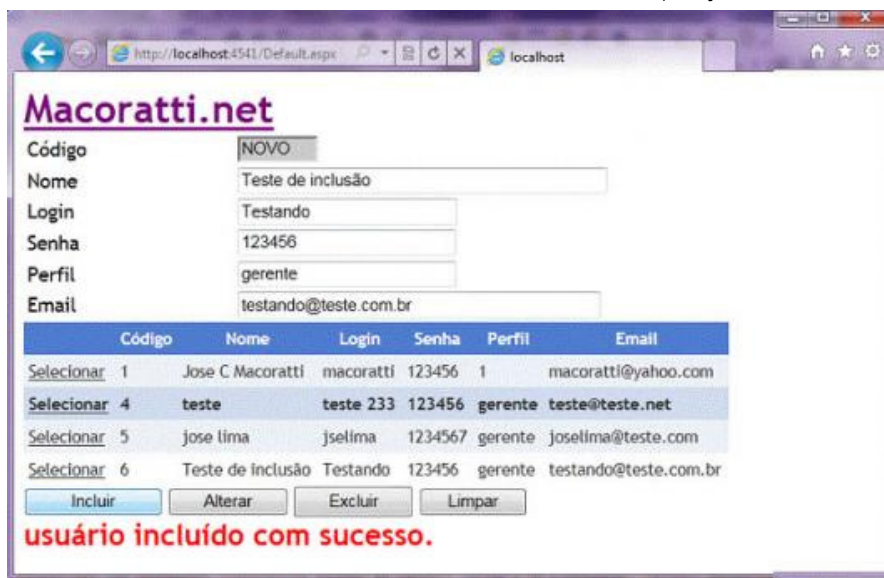 http://localhost:4541/Default.aspx
localhost
Macoratti.net
Código NOVO
Nome Teste de inclusão
Login Testando
Senha 123456
Perfil gerente
Email testando@teste.com.br
Código Nome Login Senha Perfil Email
Selecionar 1 Jose C Macoratti macoratti 123456 1 macoratti@yahoo.com
Selecionar 4 teste teste 233 123456 gerente teste@teste.net
Selecionar 5 jose lima jselima 1234567 gerente joselima@teste.com
Selecionar 6 Teste de inclusão Testando 123456 gerente testando@teste.com.br
Incluir Alterar Excluir Limpar
usuário incluído com sucesso.